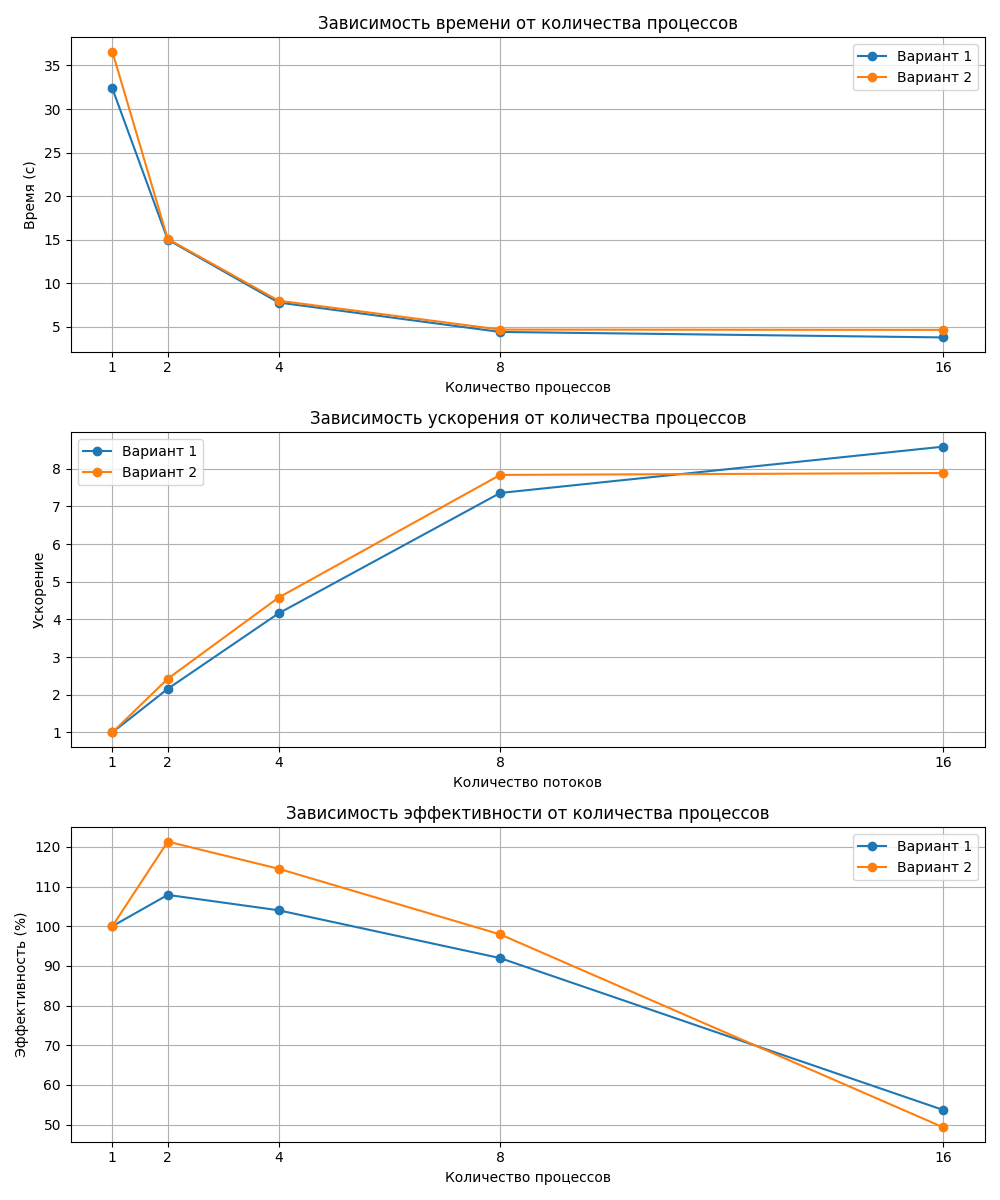 Зависимость времени от количества процессов
Время (с)
35
30
25
20
15
10
5
Вариант 1
Вариант 2
1 2 4 8 16
Количество процессов
Зависимость ускорения от количества процессов
Ускорение
8
7
6
5
4
3
2
1
Вариант 1
Вариант 2
1 2 4 8 16
Количество потоков
Зависимость эффективности от количества процессов
Эффективность (%)
120
110
100
90
80
70
60
50
Вариант 1
Вариант 2
1 2 4 8 16
Количество процессов